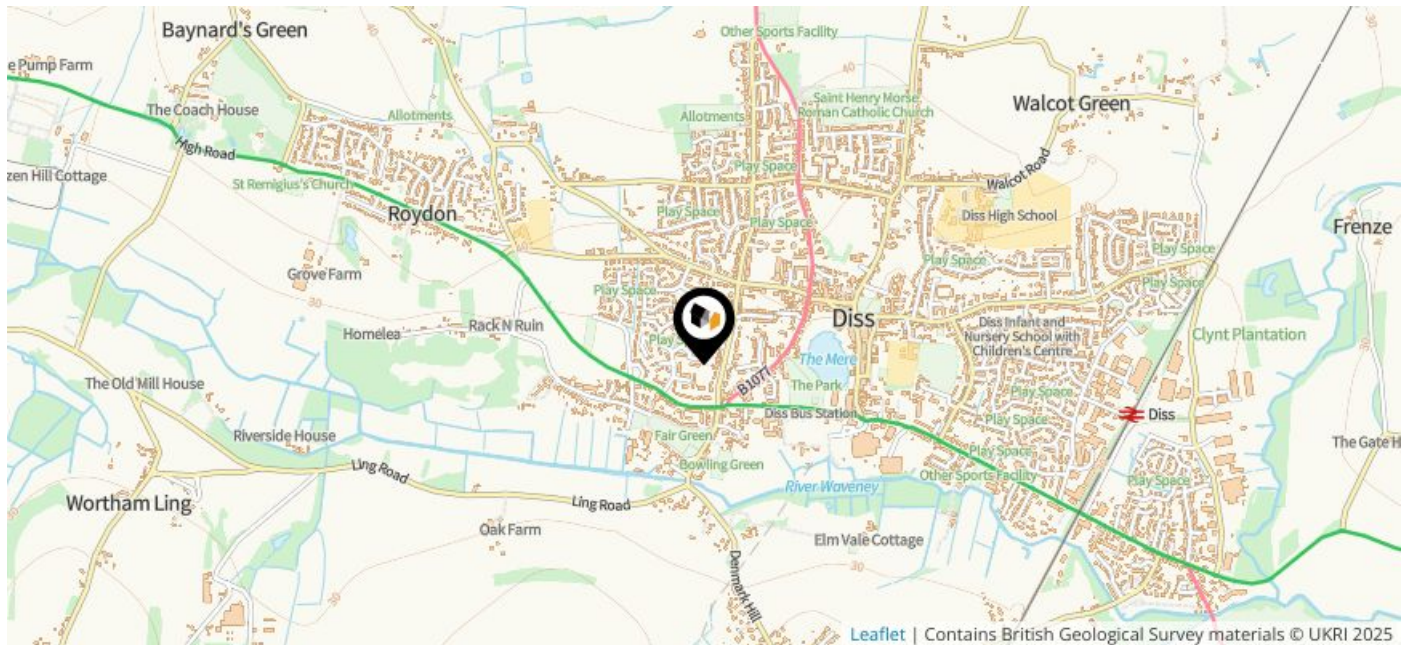 Baynard's Green
Other Sports Facility
e Pump Farm
40
40
The Coach House
Allotments
Allotments
Saint Henry Morse
Roman Catholic Church
Walcot Green
High Road
Play Space
zen Hill Cottage
St Remigius's Church
Walcot Road
Roydon
Play Space
Play Space
Diss High School
40
Frenze
Play Space
Play Space
Play Space
Grove Farm
30
Play Space
Homelea
Rack N Ruin
Diss
Diss Infant and
Nursery School with
Children's Centre
Clynt Plantation
The Mere
The Old Mill House
B1077
The Park
Play Space
Diss Bus Station
Play Space
Diss
Riverside House
Fair Green
Play Space
The Gate H
Bowling Green
Ling Road
Other Sports Facility
Play Space
River Waveney
Wortham Ling
Ling Road
Oak Farm
Elm Vale Cottage
30
Denmark Hill
30
Leaflet | Contains British Geological Survey materials © UKRI 2025